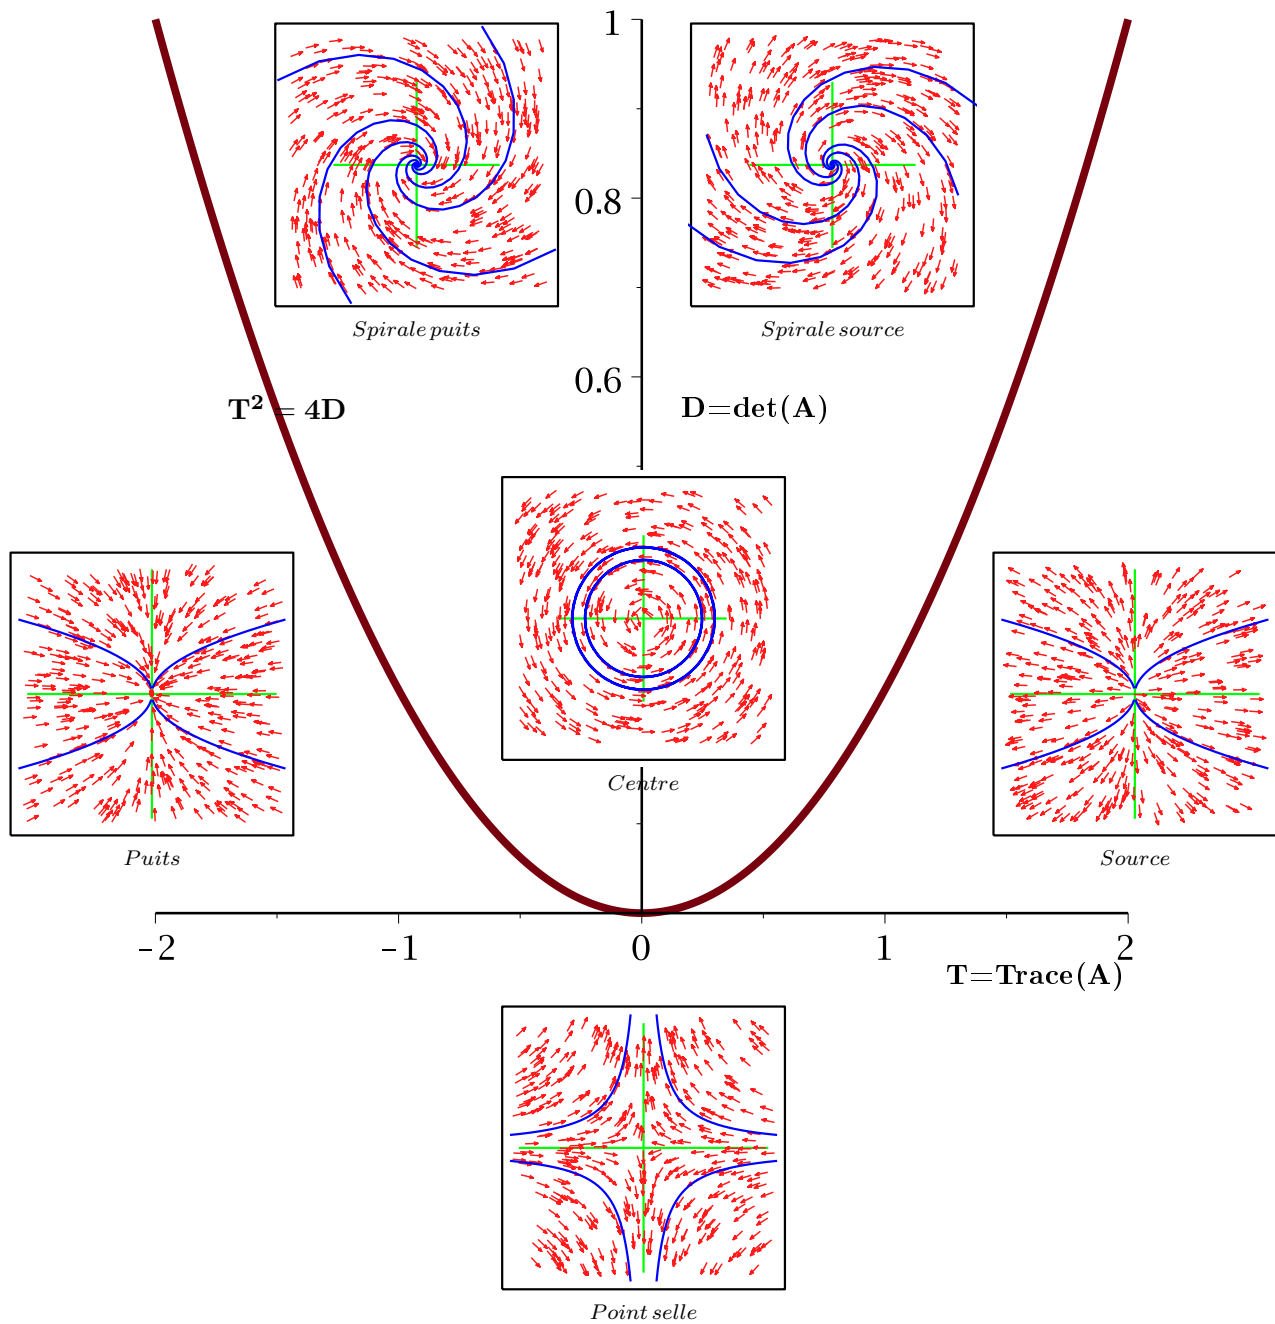 1
0.8
Spirale puits
Spirale source
0.6
T² = 4D
D=det(A)
Centre
Puits
Source
-2
-1
0
1
2
T=Trace(A)
Point selle